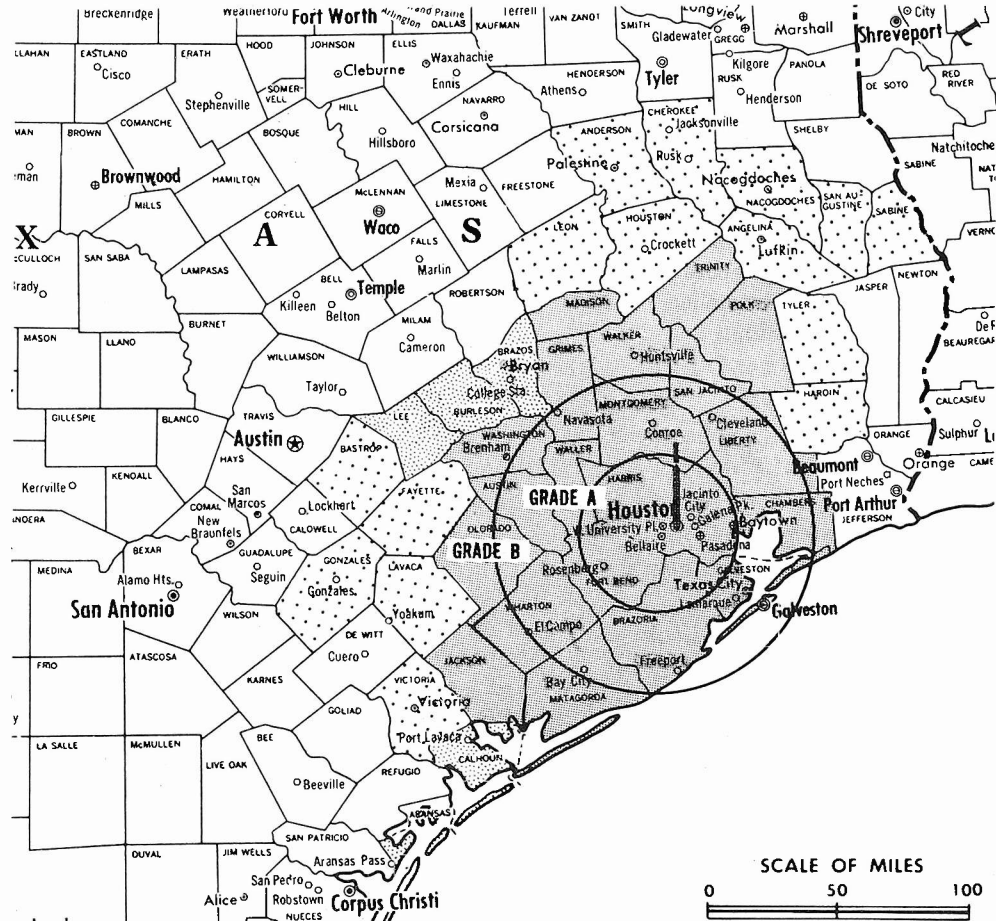 Breckenridge
Weatherford
Fort Worth
Arlington
DALLAS
KAUFMAN
Terrell
VAN ZANDT
SMITH
Longview
Gladewater
GREGG
Marshall
City
Shreveport
EASTLAND
Cisco
ERATH
Stephenville
HOOD
SOMER-
VELL
JOHNSON
Cleburne
ELLIS
Waxahachie
Ennis
HENDERSON
Athens
Tyler
Kilgore
RUSK
Henderson
PANOLA
DE SOTO
RED
RIVER
BROWN
Brownwood
COMANCHE
BOSQUE
HILL
Hillsboro
NAVARRO
Corsicana
ANDERSON
Palestine
CHEROKEE
Jacksonville
Rusk
SHELBY
Nacogdoches
NACOGDOCHES
SAN AU-
GUSTINE
SABINE
SABINE
Natchitoches
MILLS
HAMILTON
CORYELL
McLENNAN
Waco
Mexia
LIMESTONE
FREESTONE
LEON
HOUSTON
Crockett
ANGELINA
Lufkin
X
A
S
SAN SABA
LAMPASAS
BELL
Killeen
Belton
Temple
FALLS
Marlin
ROBERTSON
MADISON
TRINITY
POLK
TYLER
JASPER
NEWTON
MASON
LLANO
BURNET
WILLIAMSON
Taylor
MILAM
Cameron
BRAZOS
Bryan
College Sta.
BURLESON
GRIMES
WALKER
Huntsville
SAN JACINTO
HARDIN
CALCASIEU
GILLESPIE
BLANCO
TRAVIS
Austin
LEE
BASTROP
WASHINGTON
Brenham
Navasota
MONTGOMERY
Conroe
Cleveland
LIBERTY
ORANGE
Orange
Sulphur
Kerrville
KENDALL
HAYS
San
Marcos
Lockhart
CALDWELL
FAYETTE
AUSTIN
WALLER
HARRIS
CHAMBERS
Beaumont
Port Neches
Port Arthur
JEFFERSON
COMAL
New
Braunfels
GUADALUPE
Seguin
GONZALES
Gonzales
LAVACA
Yoakam
COLORADO
GRADE A
GRADE B
Houston
Jacinto
City
Galena Pk.
Baytown
W. University Pl.
Bellaire
Pasadena
BEXAR
Alamo Hts.
San Antonio
MEDINA
WILSON
DE WITT
Cuero
WHARTON
El Campo
Rosenberg
FORT BEND
BRAZORIA
GALVESTON
Texas City
Lamarque
Galveston
FRIO
ATASCOSA
KARNES
GOLIAD
VICTORIA
Victoria
JACKSON
Bay City
MATAGORDA
Freeport
LA SALLE
McMULLEN
LIVE OAK
BEE
Beeville
REFUGIO
Port Lavaca
CALHOUN
ARANSAS
DUVAL
JIM WELLS
SAN PATRICIO
Aransas Pass
Alice
San Pedro
Robstown
NUECES
Corpus Christi
SCALE OF MILES
0 50 100